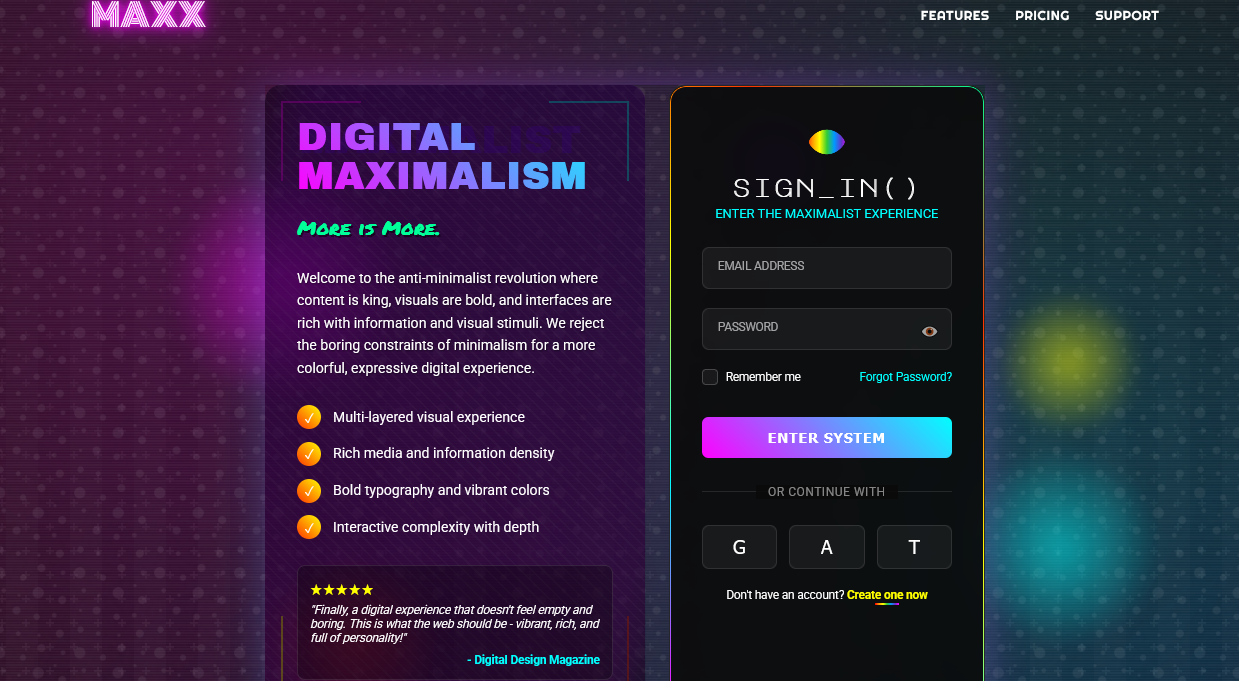 MAXX
FEATURES PRICING SUPPORT
DIGITAL
MAXIMALISM
More is More.
Welcome to the anti-minimalist revolution where
content is king, visuals are bold, and interfaces are
rich with information and visual stimuli. We reject
the boring constraints of minimalism for a more
colorful, expressive digital experience.
✓ Multi-layered visual experience
✓ Rich media and information density
✓ Bold typography and vibrant colors
✓ Interactive complexity with depth
★★★★★
"Finally, a digital experience that doesn't feel empty and
boring. This is what the web should be - vibrant, rich, and
full of personality!"
- Digital Design Magazine
SIGN_IN()
ENTER THE MAXIMALIST EXPERIENCE
EMAIL ADDRESS
PASSWORD
Remember me Forgot Password?
ENTER SYSTEM
OR CONTINUE WITH
G A T
Don't have an account? Create one now